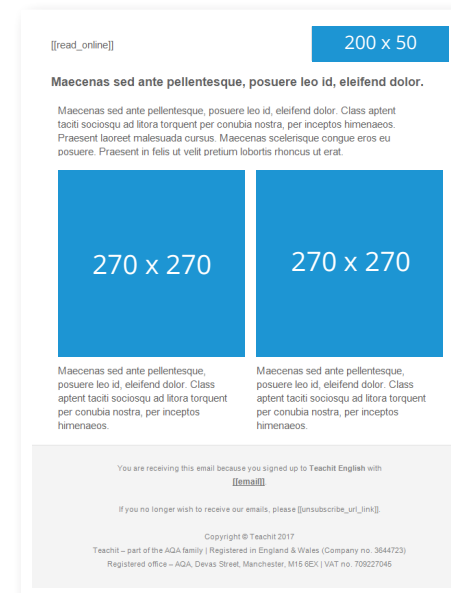 [[read_online]]
200 x 50
Maecenas sed ante pellentesque, posuere leo id, eleifend dolor.
Maecenas sed ante pellentesque, posuere leo id, eleifend dolor. Class aptent
taciti sociosqu ad litora torquent per conubia nostra, per inceptos himenaeos.
Praesent laoreet malesuada cursus. Maecenas scelerisque congue eros eu
posuere. Praesent in felis ut velit pretium lobortis rhoncus ut erat.
270 x 270
270 x 270
Maecenas sed ante pellentesque,
posuere leo id, eleifend dolor. Class
aptent taciti sociosqu ad litora torquent
per conubia nostra, per inceptos
himenaeos.
Maecenas sed ante pellentesque,
posuere leo id, eleifend dolor. Class
aptent taciti sociosqu ad litora torquent
per conubia nostra, per inceptos
himenaeos.
You are receiving this email because you signed up to Teachit English with
[[email]].
If you no longer wish to receive our emails, please [[unsubscribe_url_link]].
Copyright © Teachit 2017
Teachit – part of the AQA family | Registered in England & Wales (Company no. 3644723)
Registered office – AQA, Devas Street, Manchester, M15 6EX | VAT no. 709227045